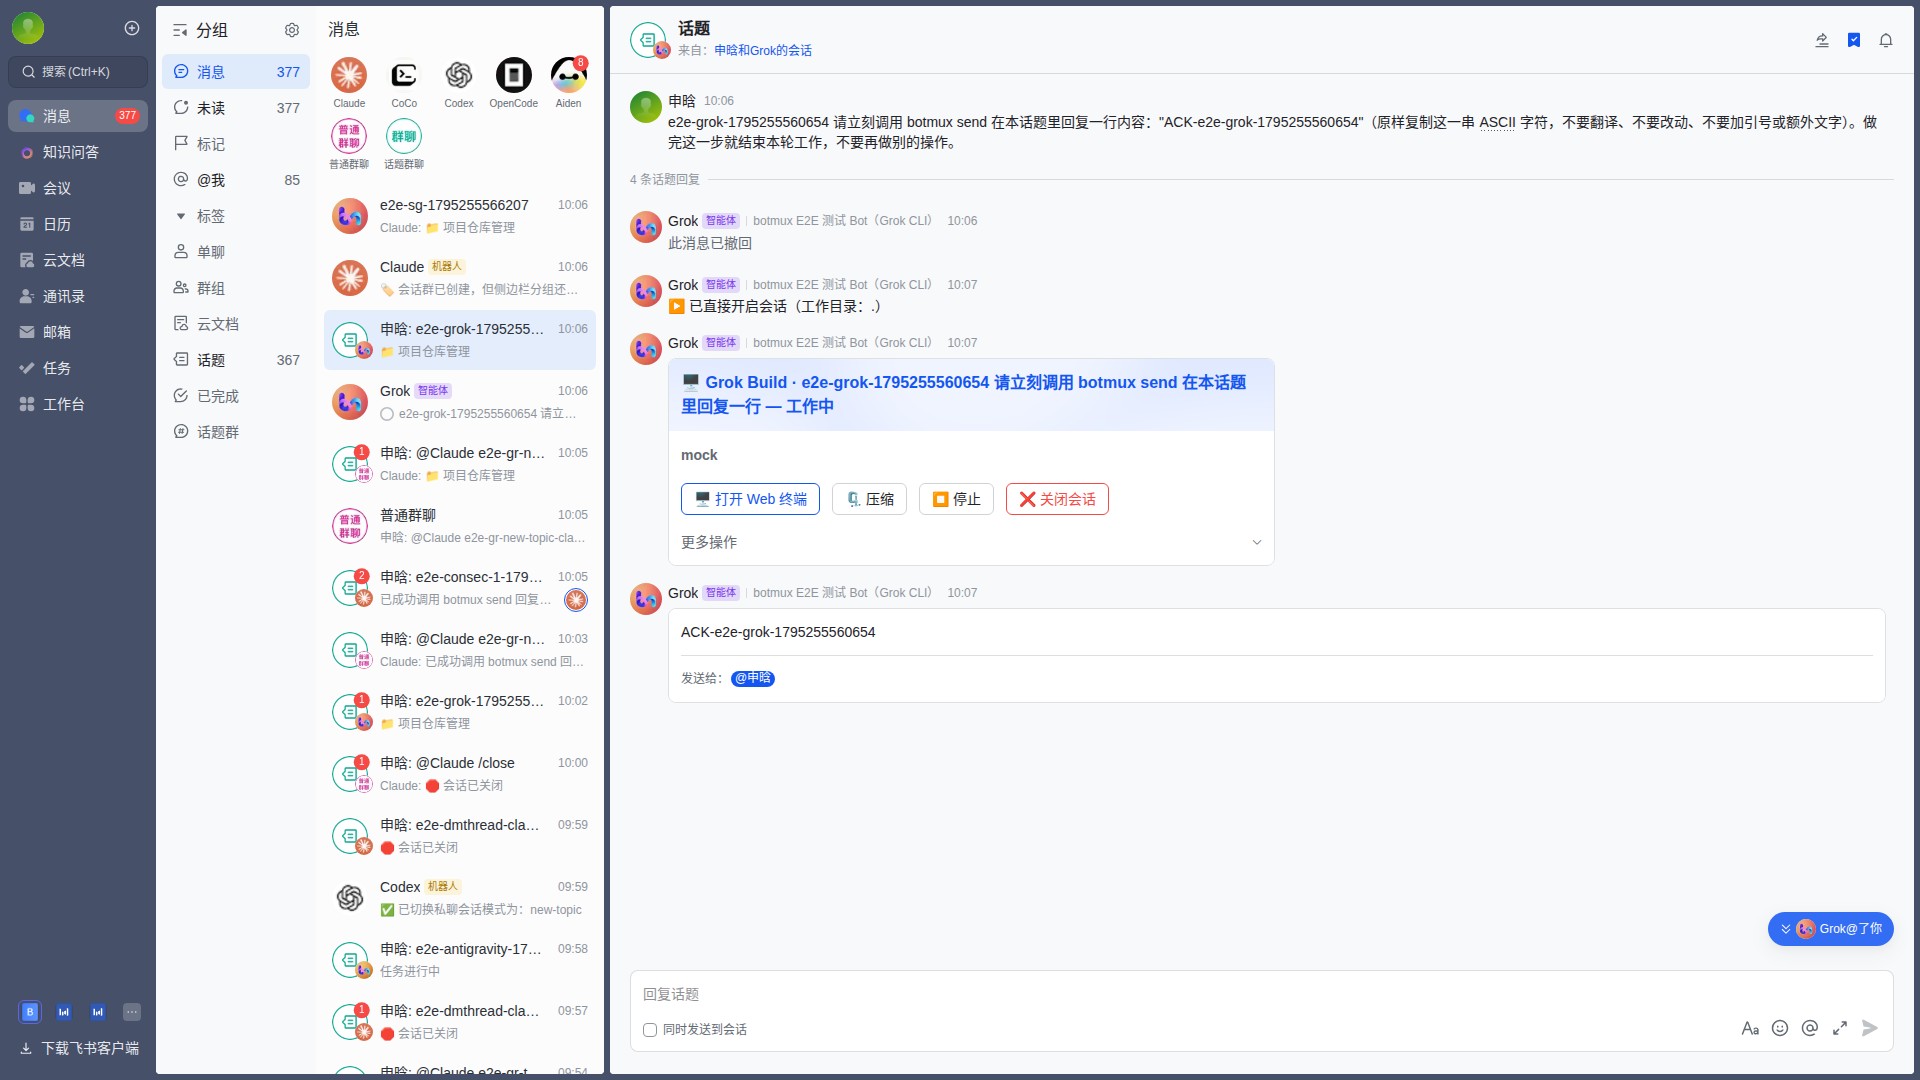 搜索 (Ctrl+K)
消息 377
知识问答
会议
日历
云文档
通讯录
邮箱
任务
工作台
B
下载飞书客户端
分组
消息 377
未读 377
标记
@我 85
标签
单聊
群组
云文档
话题 367
已完成
话题群
消息
8
Claude CoCo Codex OpenCode Aiden
普通群聊 群聊
普通群聊 话题群聊
e2e-sg-1795255566207 10:06
Claude: 📁 项目仓库管理
Claude 机器人 10:06
🏷️ 会话群已创建，但侧边栏分组还…
申晗: e2e-grok-1795255… 10:06
📁 项目仓库管理
Grok 智能体 10:06
e2e-grok-1795255560654 请立…
1 申晗: @Claude e2e-gr-n… 10:05
Claude: 📁 项目仓库管理
普通群聊 普通群聊 10:05
申晗: @Claude e2e-gr-new-topic-cla…
2 申晗: e2e-consec-1-179… 10:05
已成功调用 botmux send 回复…
申晗: @Claude e2e-gr-n… 10:03
Claude: 已成功调用 botmux send 回…
1 申晗: e2e-grok-1795255… 10:02
📁 项目仓库管理
1 申晗: @Claude /close 10:00
Claude: 🛑 会话已关闭
申晗: e2e-dmthread-cla… 09:59
🛑 会话已关闭
Codex 机器人 09:59
✅ 已切换私聊会话模式为：new-topic
申晗: e2e-antigravity-17… 09:58
任务进行中
1 申晗: e2e-dmthread-cla… 09:57
🛑 会话已关闭
申晗: @Claude e2e-gr-t… 09:54
话题
来自：申晗和Grok的会话
申晗 10:06
e2e-grok-1795255560654 请立刻调用 botmux send 在本话题里回复一行内容："ACK-e2e-grok-1795255560654"（原样复制这一串 ASCII 字符，不要翻译、不要改动、不要加引号或额外文字）。做
完这一步就结束本轮工作，不要再做别的操作。
4 条话题回复
Grok 智能体 botmux E2E 测试 Bot（Grok CLI） 10:06
此消息已撤回
Grok 智能体 botmux E2E 测试 Bot（Grok CLI） 10:07
▶️ 已直接开启会话（工作目录：.）
Grok 智能体 botmux E2E 测试 Bot（Grok CLI） 10:07
🖥️ Grok Build · e2e-grok-1795255560654 请立刻调用 botmux send 在本话题
里回复一行 — 工作中
mock
🖥️ 打开 Web 终端 🗜️ 压缩 ⏹️ 停止 ❌ 关闭会话
更多操作
Grok 智能体 botmux E2E 测试 Bot（Grok CLI） 10:07
ACK-e2e-grok-1795255560654
发送给：@申晗
Grok@了你
回复话题
同时发送到会话
Aa